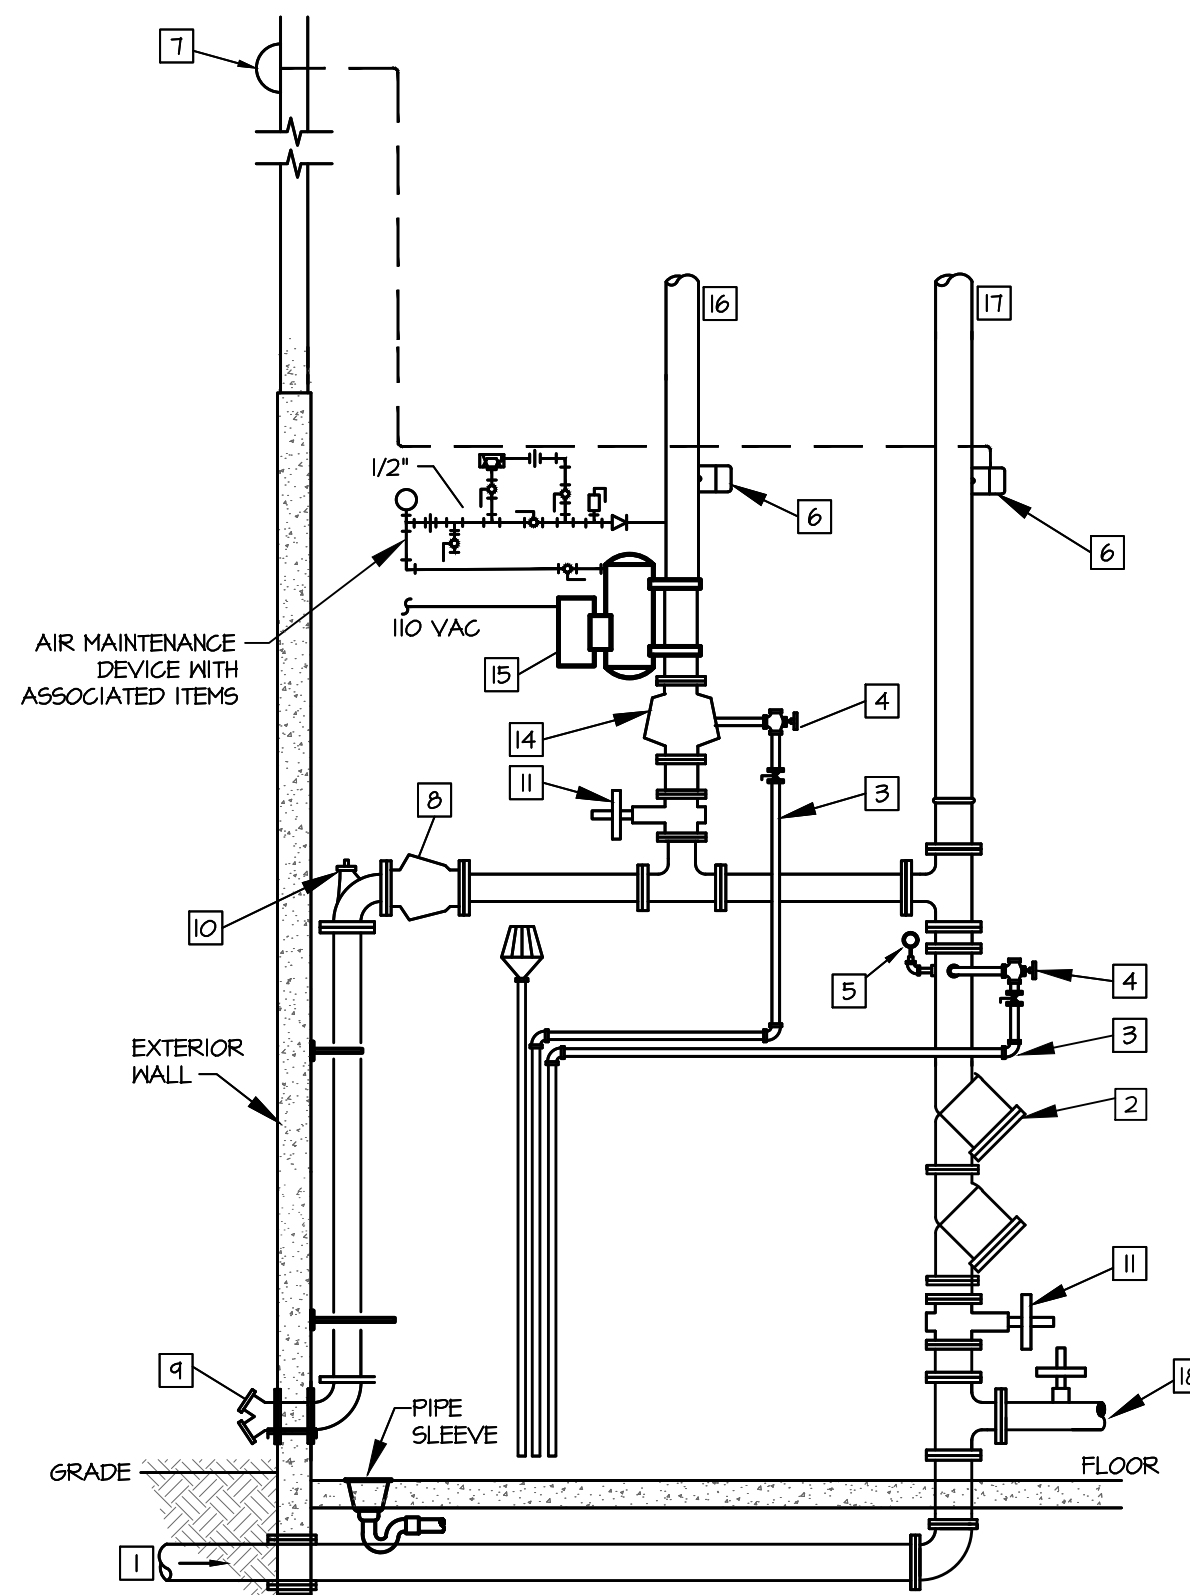 7
16
17
1/2"
6
6
110 VAC
AIR MAINTENANCE
DEVICE WITH
ASSOCIATED ITEMS
15
4
14
11
8
3
10
5
4
EXTERIOR
WALL
3
2
11
9
18
PIPE
SLEEVE
GRADE
FLOOR
1